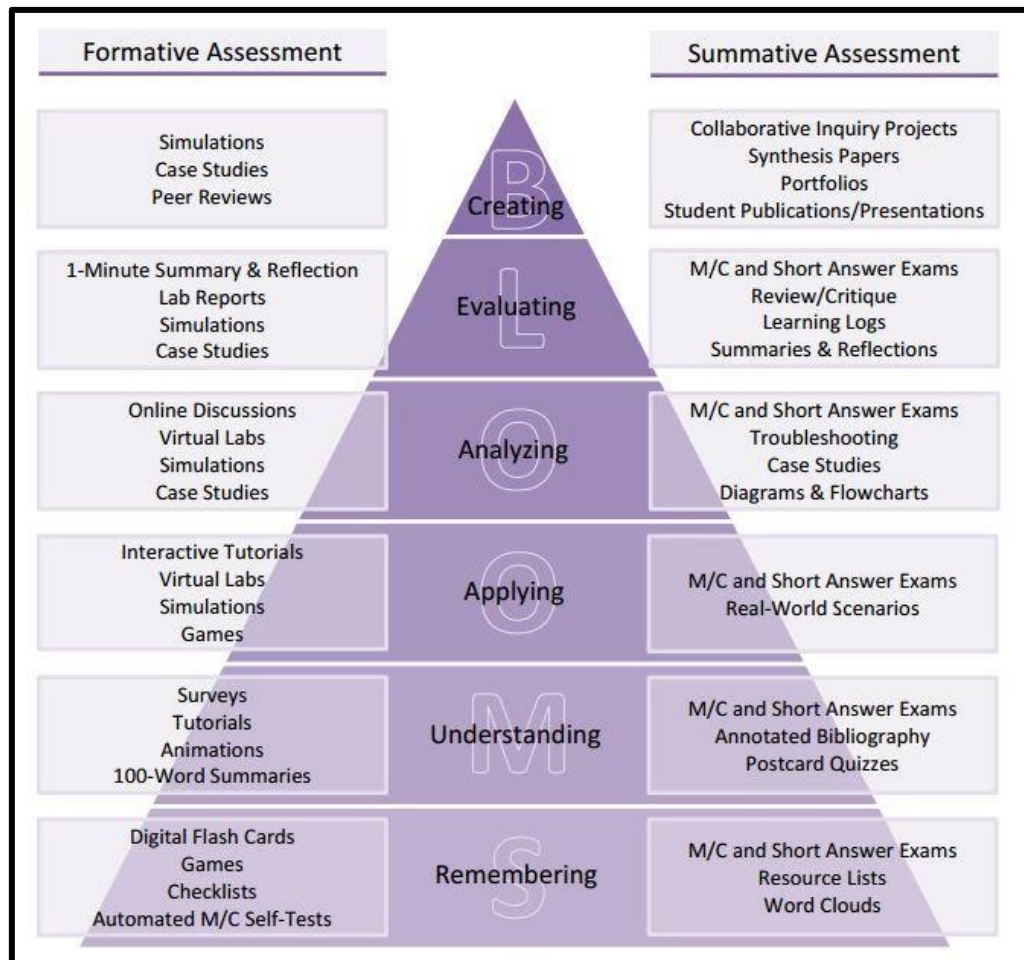 Formative Assessment
Summative Assessment
Simulations
Case Studies
Peer Reviews
B
Creating
Collaborative Inquiry Projects
Synthesis Papers
Portfolios
Student Publications/Presentations
1-Minute Summary & Reflection
Lab Reports
Simulations
Case Studies
L
Evaluating
M/C and Short Answer Exams
Review/Critique
Learning Logs
Summaries & Reflections
Online Discussions
Virtual Labs
Simulations
Case Studies
O
Analyzing
M/C and Short Answer Exams
Troubleshooting
Case Studies
Diagrams & Flowcharts
Interactive Tutorials
Virtual Labs
Simulations
Games
O
Applying
M/C and Short Answer Exams
Real-World Scenarios
Surveys
Tutorials
Animations
100-Word Summaries
M
Understanding
M/C and Short Answer Exams
Annotated Bibliography
Postcard Quizzes
Digital Flash Cards
Games
Checklists
Automated M/C Self-Tests
S
Remembering
M/C and Short Answer Exams
Resource Lists
Word Clouds